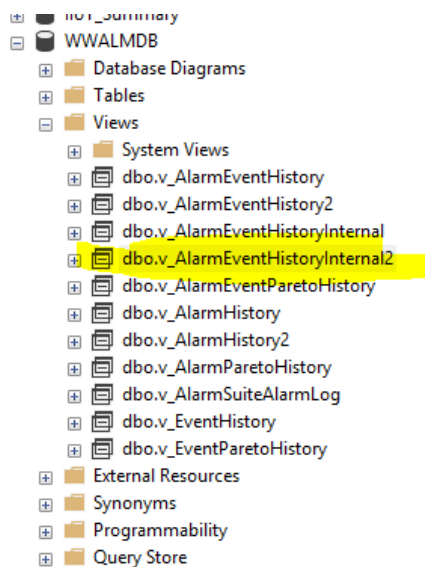 WWALMDB
Database Diagrams
Tables
Views
System Views
dbo.v_AlarmEventHistory
dbo.v_AlarmEventHistory2
dbo.v_AlarmEventHistoryInternal
dbo.v_AlarmEventHistoryInternal2
dbo.v_AlarmEventParetoHistory
dbo.v_AlarmHistory
dbo.v_AlarmHistory2
dbo.v_AlarmParetoHistory
dbo.v_AlarmSuiteAlarmLog
dbo.v_EventHistory
dbo.v_EventParetoHistory
External Resources
Synonyms
Programmability
Query Store